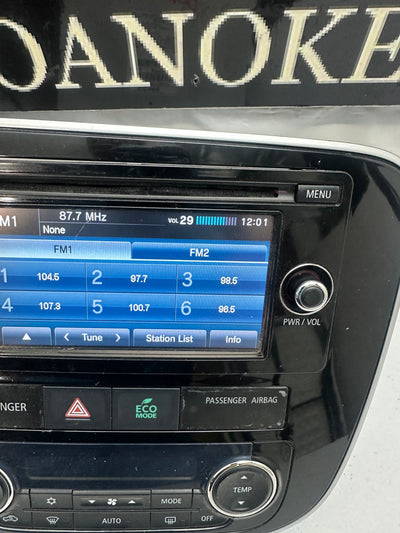 OANOKE
MENU
FM1 87.7 MHz VOL 29 12:01
None
FM1 FM2
1 104.5 2 97.7 3 98.5
4 107.3 5 100.7 6 96.5
Tune Station List Info
PWR / VOL
NGER ECO MODE PASSENGER AIRBAG
MODE TEMP
AUTO OFF